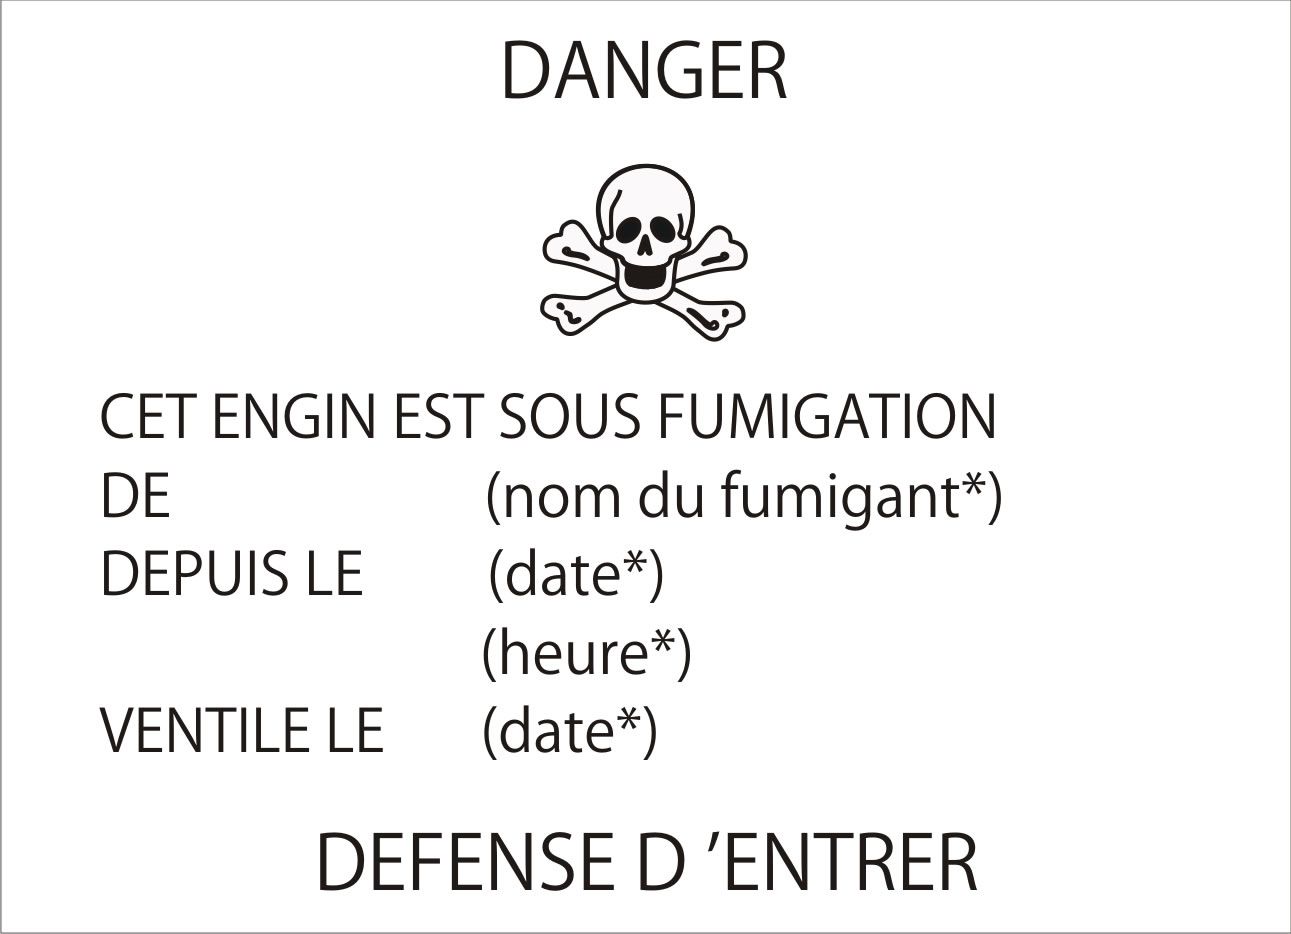 DANGER
CET ENGIN EST SOUS FUMIGATION
DE (nom du fumigant*)
DEPUIS LE (date*)
(heure*)
VENTILE LE (date*)
DEFENSE D ’ENTRER